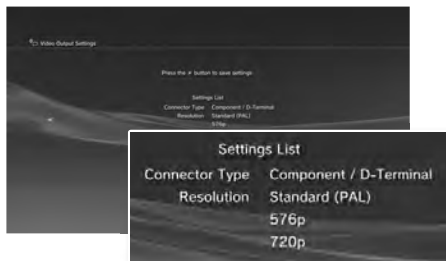 Video Output Settings
Press the × button to save settings.
Settings List
Connector Type Component / D-Terminal
Resolution Standard (PAL)
576p
Settings List
Connector Type Component / D-Terminal
Resolution Standard (PAL)
576p
720p